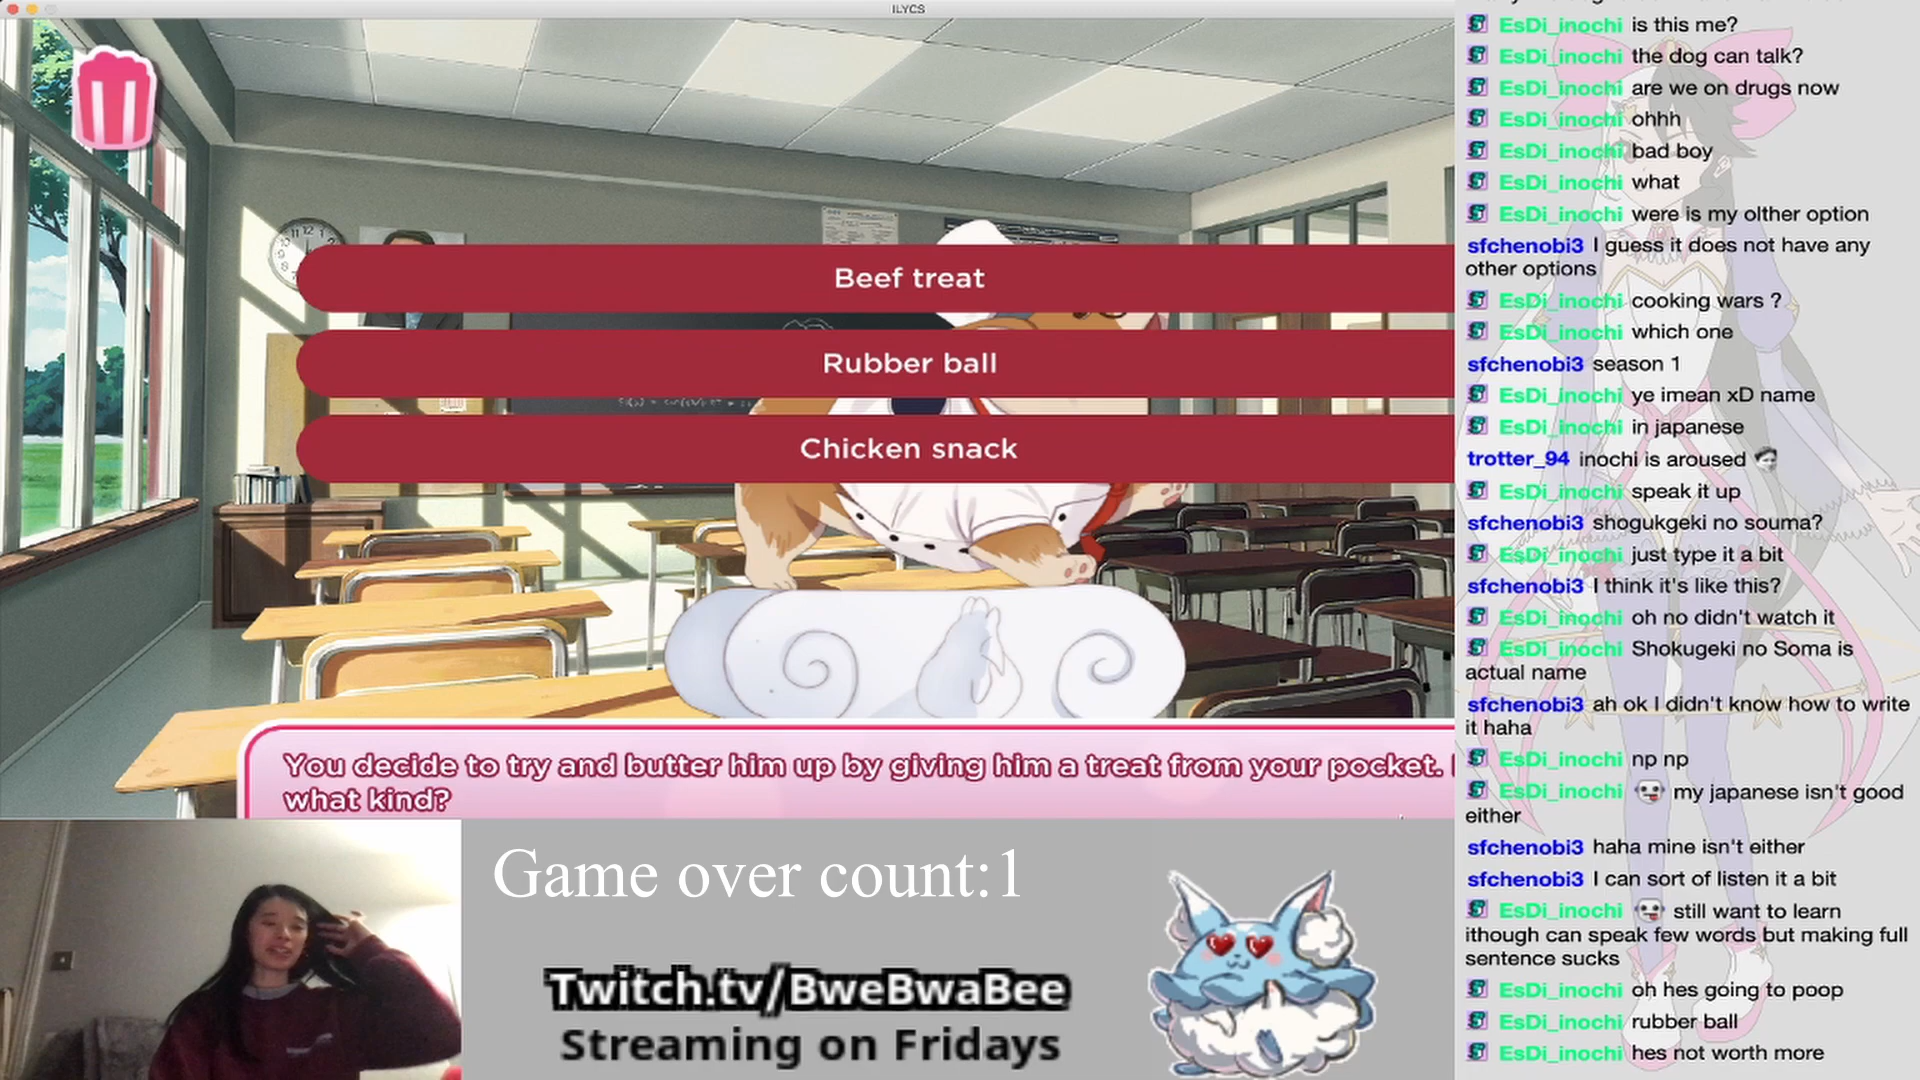 ILYCS
Beef treat
Rubber ball
Chicken snack
You decide to try and butter him up by giving him a treat from your pocket.
what kind?
Game over count:1
Twitch.tv/BweBwaBee
Streaming on Fridays
EsDi_inochi is this me?
EsDi_inochi the dog can talk?
EsDi_inochi are we on drugs now
EsDi_inochi ohhh
EsDi_inochi bad boy
EsDi_inochi what
EsDi_inochi were is my olther option
sfchenobi3 I guess it does not have any
other options
EsDi_inochi cooking wars ?
EsDi_inochi which one
sfchenobi3 season 1
EsDi_inochi ye imean xD name
EsDi_inochi in japanese
trotter_94 inochi is aroused
EsDi_inochi speak it up
sfchenobi3 shogukgeki no souma?
EsDi_inochi just type it a bit
sfchenobi3 I think it's like this?
EsDi_inochi oh no didn't watch it
EsDi_inochi Shokugeki no Soma is
actual name
sfchenobi3 ah ok I didn't know how to write
it haha
EsDi_inochi np np
EsDi_inochi my japanese isn't good
either
sfchenobi3 haha mine isn't either
sfchenobi3 I can sort of listen it a bit
EsDi_inochi still want to learn
ithough can speak few words but making full
sentence sucks
EsDi_inochi oh hes going to poop
EsDi_inochi rubber ball
EsDi_inochi hes not worth more